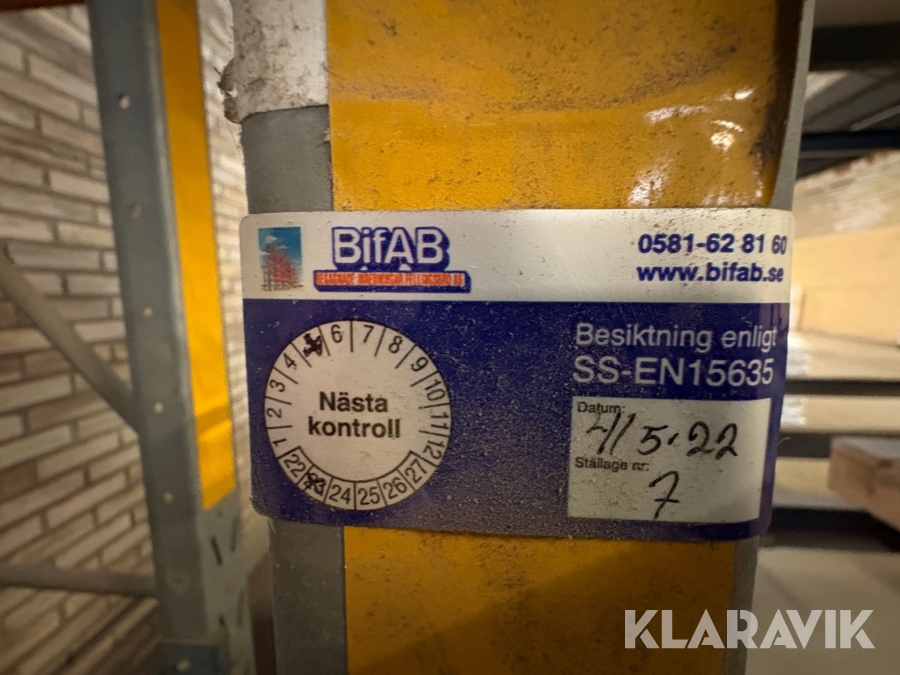 BifAB
0581-62 81 60
www.bifab.se
Besiktning enligt
SS-EN15635
Nästa
kontroll
1 2 3 4 6 7 8 9 10 11 12
22 23 24 25 26 27
Datum:
4/5.22
Ställage nr:
7
KLARAVIK